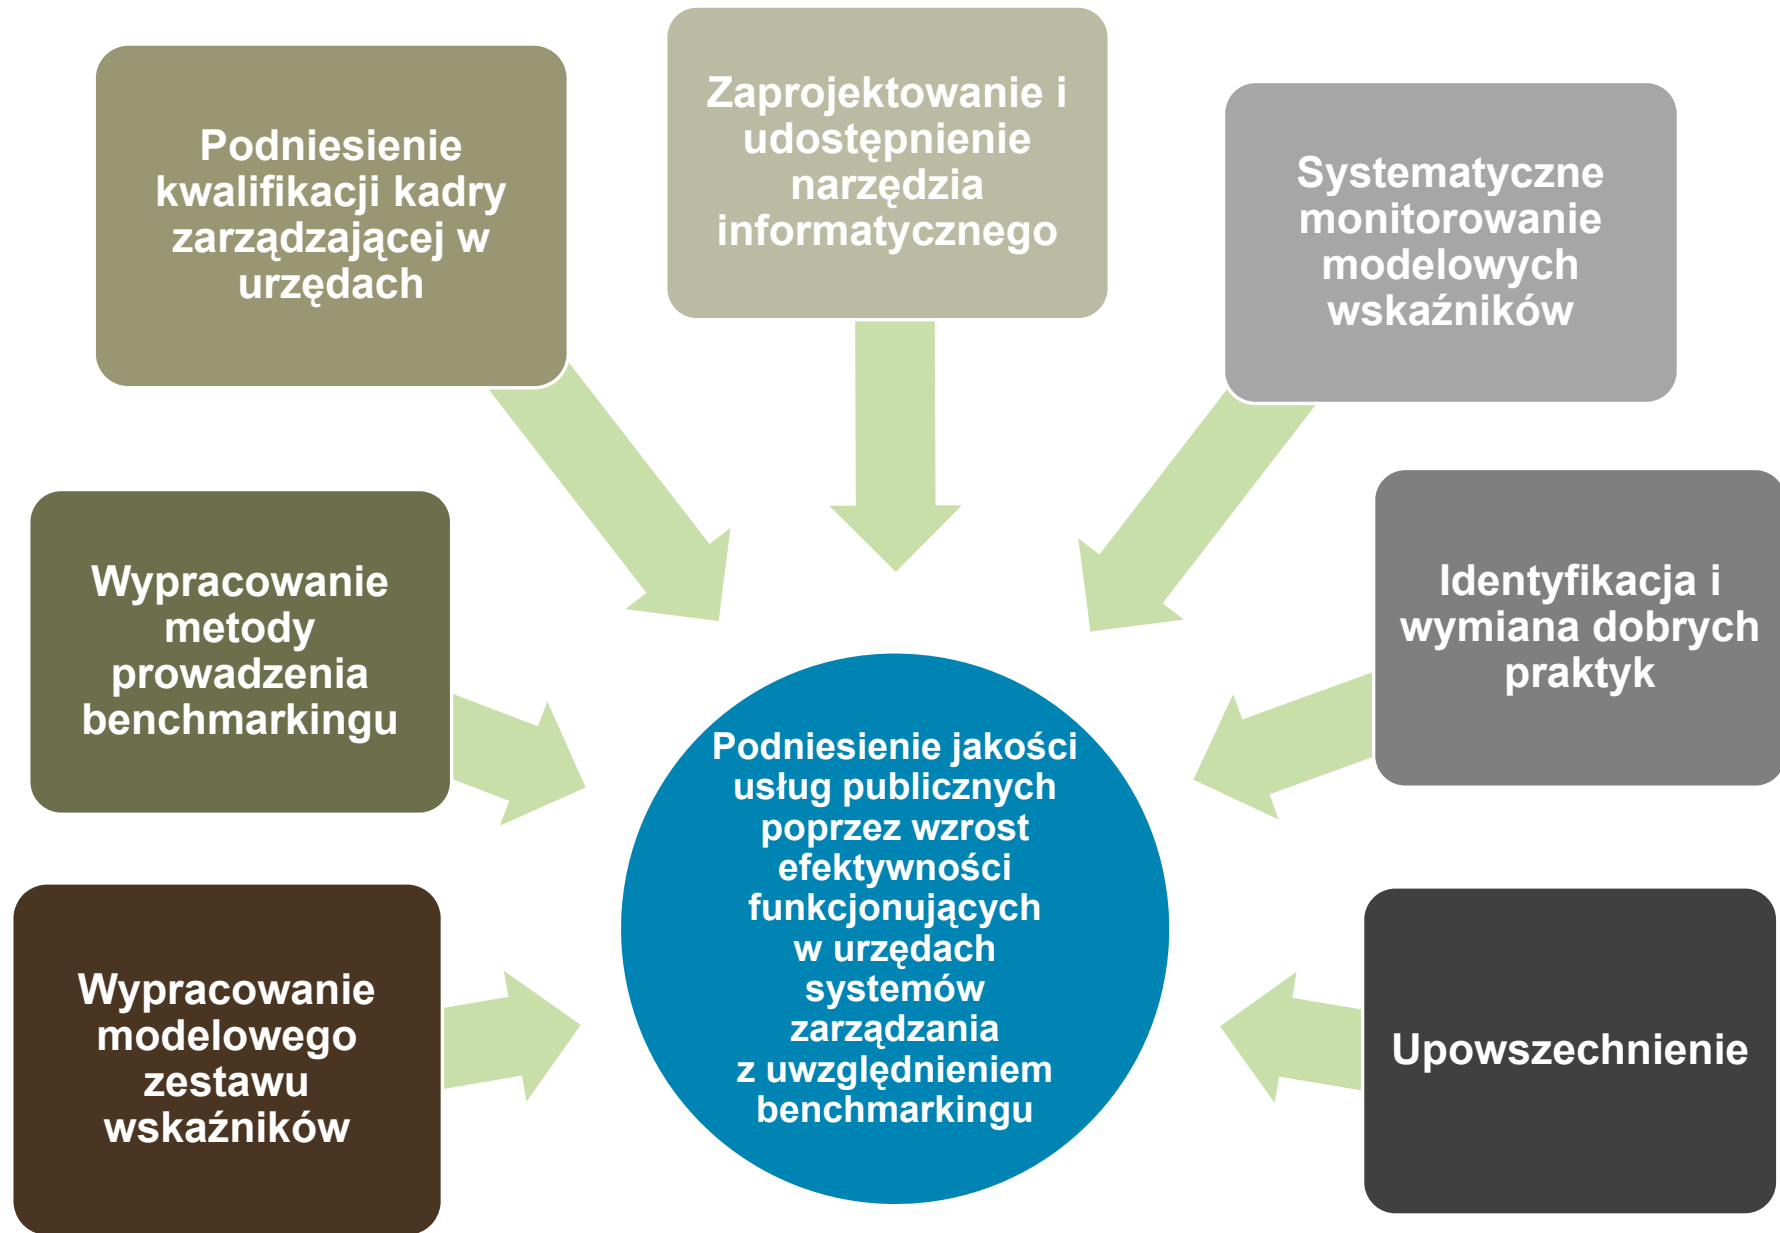 Podniesienie
kwalifikacji kadry
zarządzającej w
urzędach
Zaprojektowanie i
udostępnienie
narzędzia
informatycznego
Systematyczne
monitorowanie
modelowych
wskaźników
Wypracowanie
metody
prowadzenia
benchmarkingu
Identyfikacja i
wymiana dobrych
praktyk
Podniesienie jakości
usług publicznych
poprzez wzrost
efektywności
funkcjonujących
w urzędach
systemów
zarządzania
z uwzględnieniem
benchmarkingu
Wypracowanie
modelowego
zestawu
wskaźników
Upowszechnienie